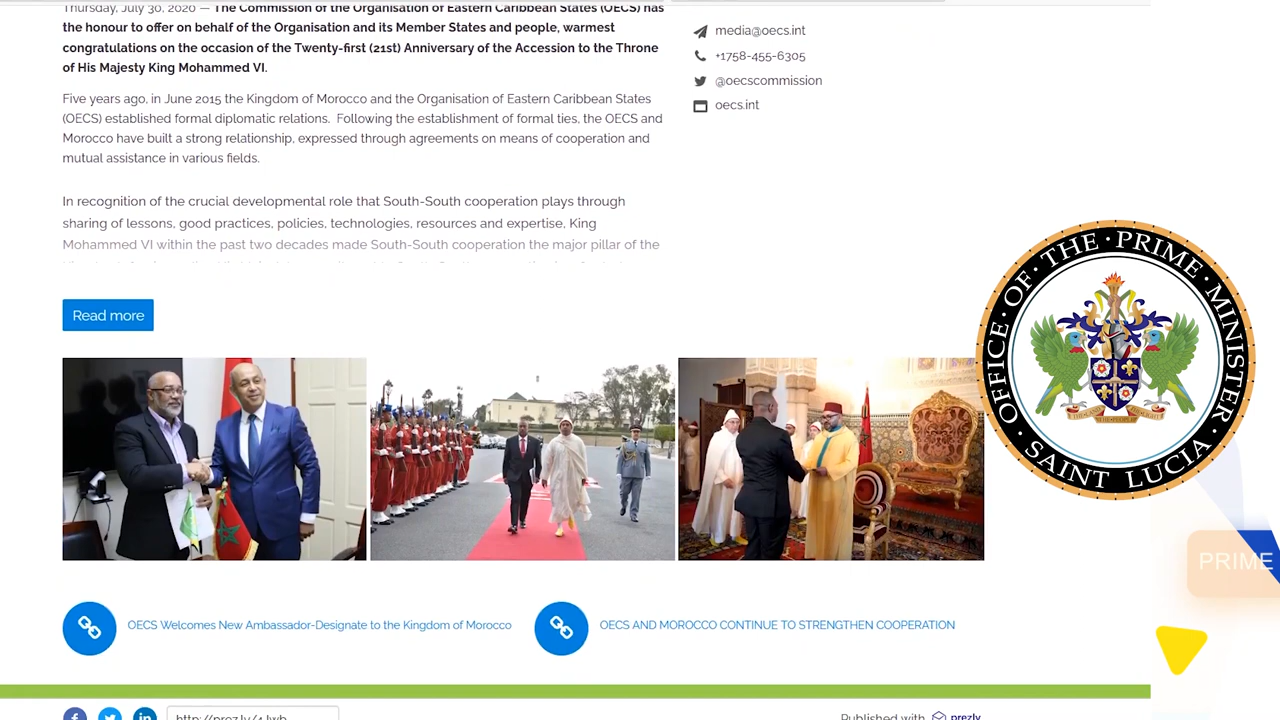 Thursday, July 30, 2020 — The Commission of the Organisation of Eastern Caribbean States (OECS) has
the honour to offer on behalf of the Organisation and its Member States and people, warmest
congratulations on the occasion of the Twenty-first (21st) Anniversary of the Accession to the Throne
of His Majesty King Mohammed VI.
Five years ago, in June 2015 the Kingdom of Morocco and the Organisation of Eastern Caribbean States
(OECS) established formal diplomatic relations. Following the establishment of formal ties, the OECS and
Morocco have built a strong relationship, expressed through agreements on means of cooperation and
mutual assistance in various fields.
In recognition of the crucial developmental role that South-South cooperation plays through
sharing of lessons, good practices, policies, technologies, resources and expertise, King
Mohammed VI within the past two decades made South-South cooperation the major pillar of the
Read more
media@oecs.int
+1758-455-6305
@oecscommission
oecs.int
OFFICE · OF · THE · PRIME · MINISTER
SAINT LUCIA
PRIME
OECS Welcomes New Ambassador-Designate to the Kingdom of Morocco
OECS AND MOROCCO CONTINUE TO STRENGTHEN COOPERATION
http://prez.ly/4Jwb
Published with prezly